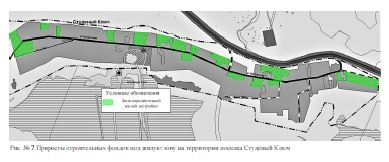 Студеный Ключ
Условные обозначения
Зона перспективной
жилой застройки
Рис. № 7 Приросты строительных фондов под жилую зону на территории поселка Студеный Ключ